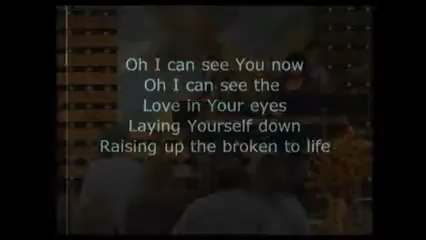 Oh I can see You now
Oh I can see the
Love in Your eyes
Laying Yourself down
Raising up the broken to life